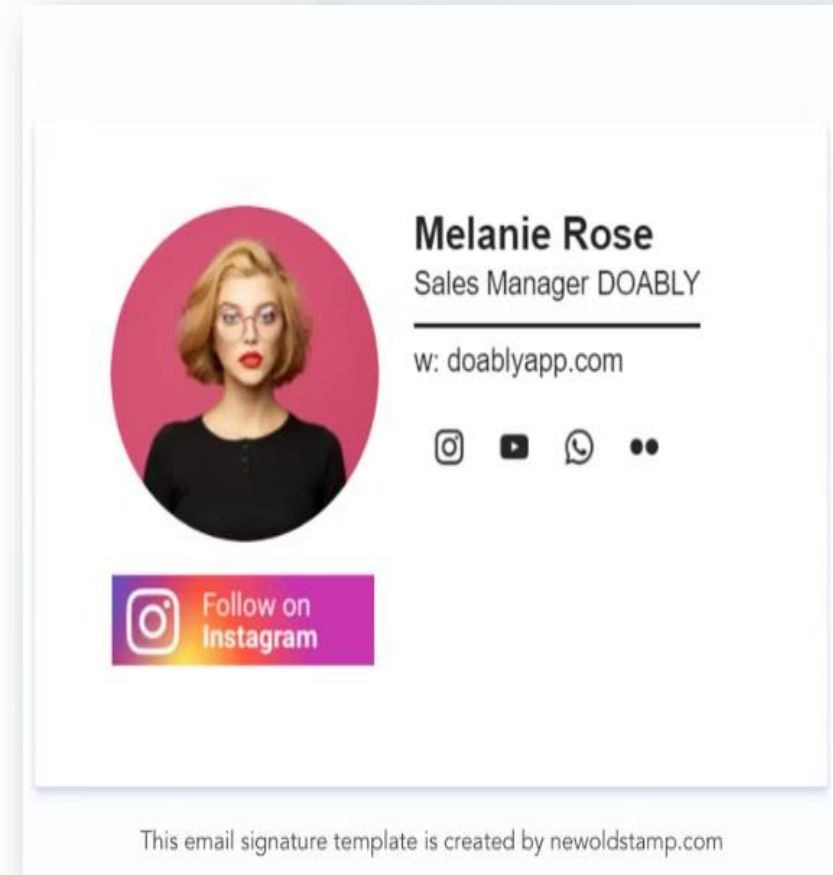 Melanie Rose
Sales Manager DOABLY
w: doablyapp.com
Follow on
Instagram
This email signature template is created by newoldstamp.com